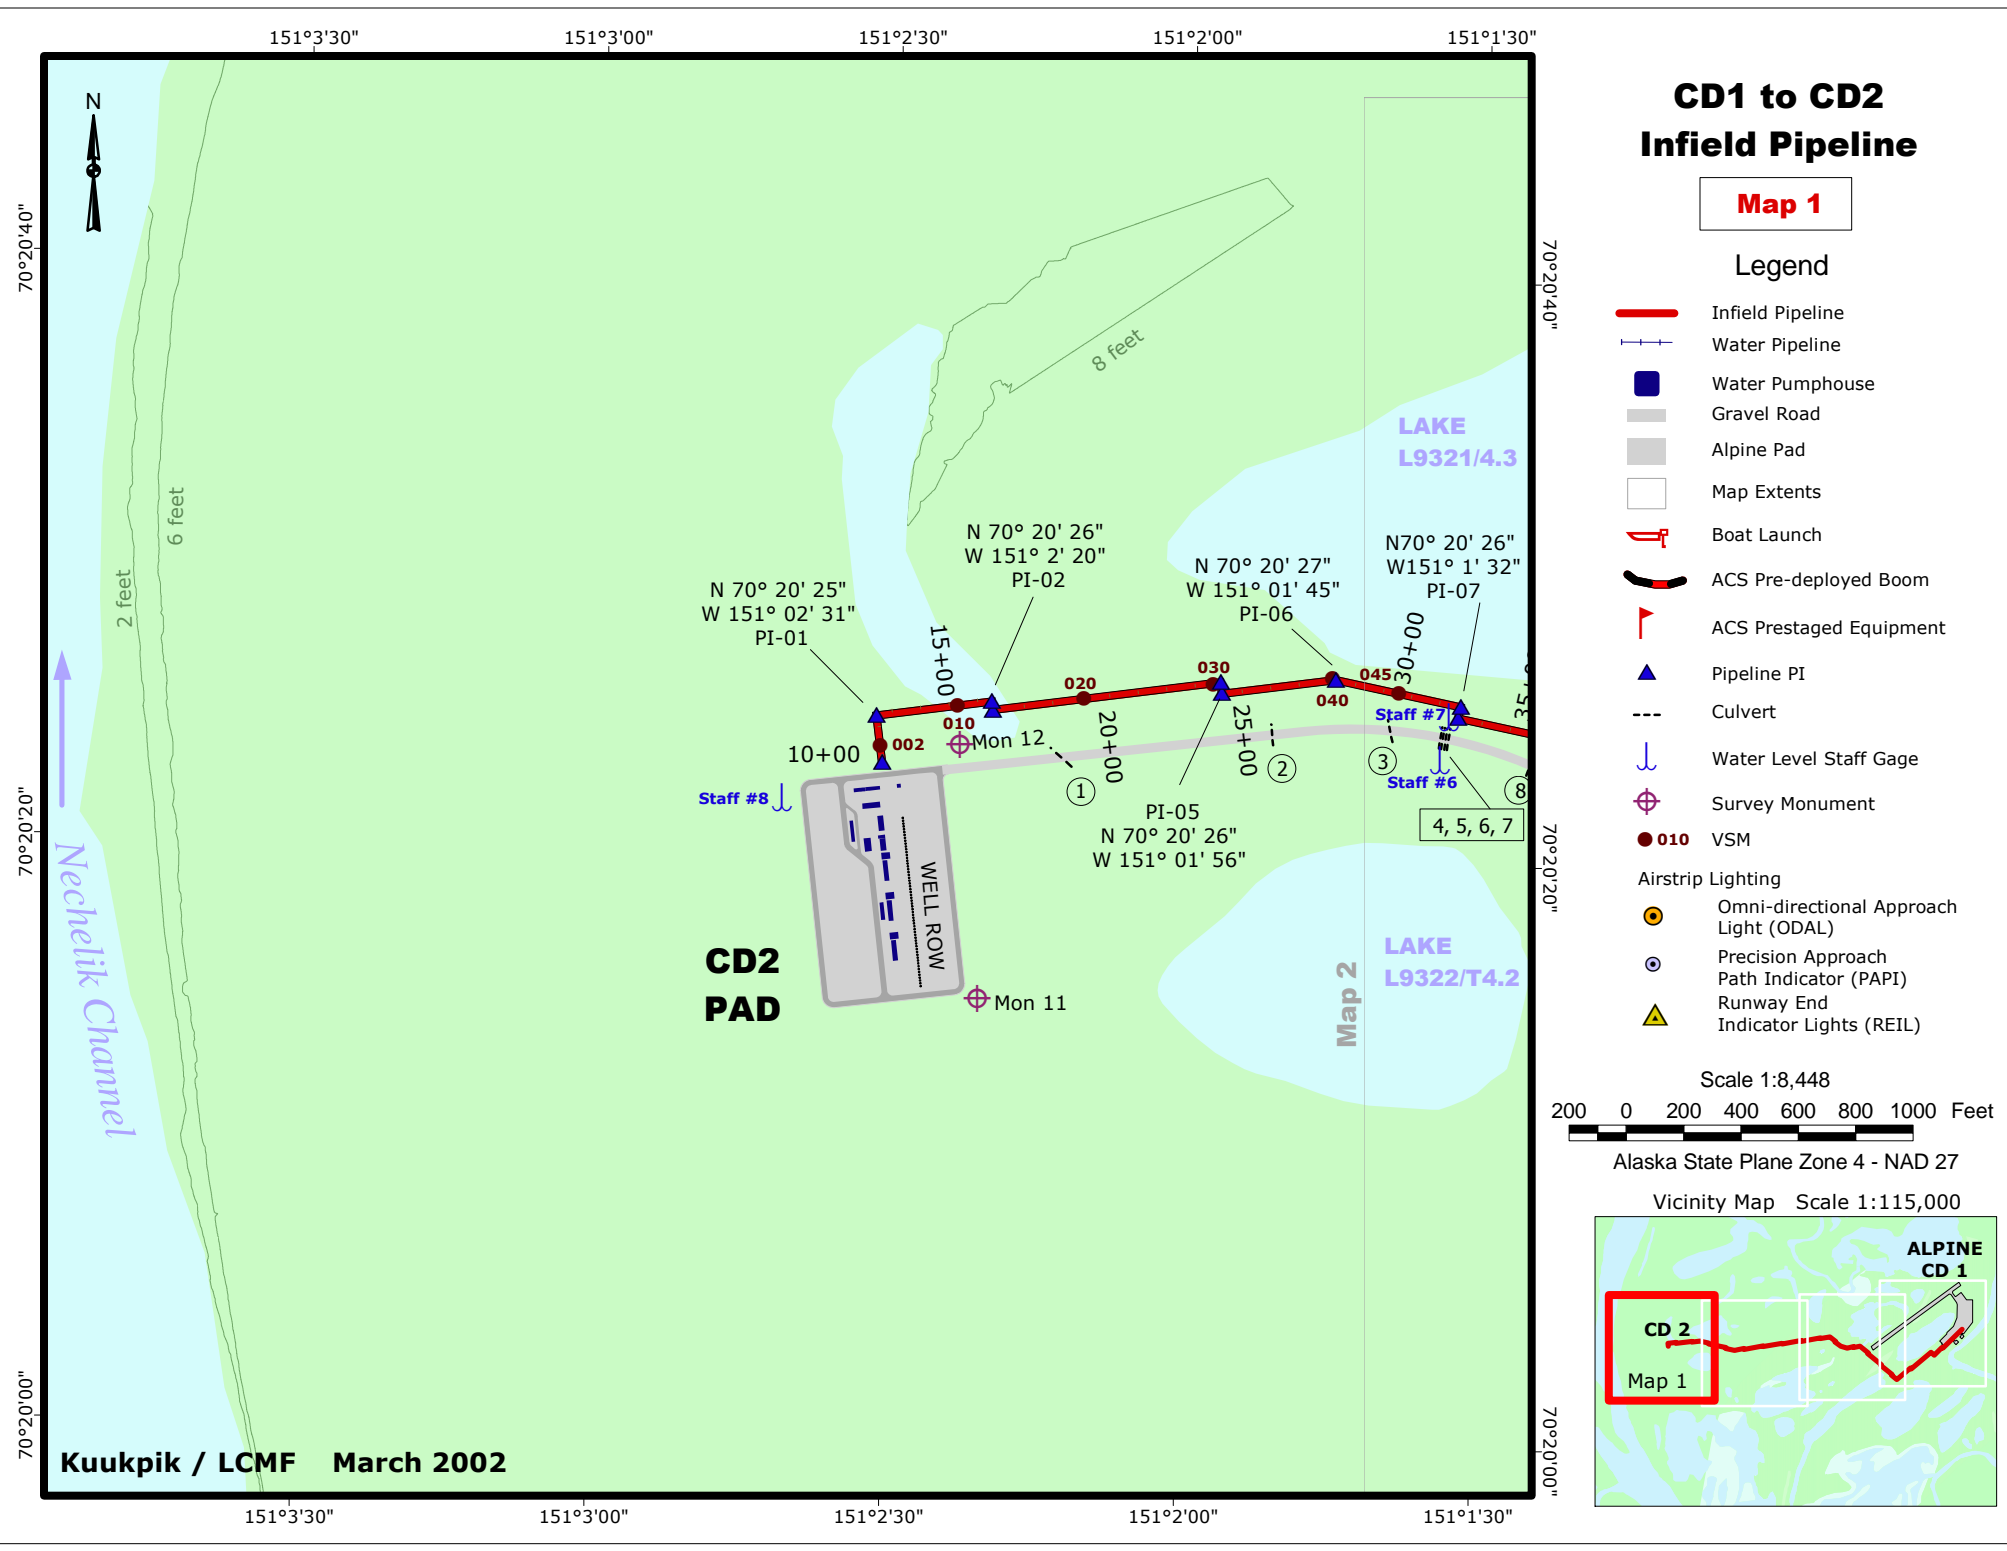 151°3'30"
151°3'00"
151°2'30"
151°2'00"
151°1'30"
N
70°20'40"
70°20'20"
70°20'00"
70°20'40"
70°20'20"
70°20'00"
2 feet
6 feet
8 feet
Nechelik Channel
LAKE
L9321/4.3
N 70° 20' 25"
W 151° 02' 31"
PI-01
N 70° 20' 26"
W 151° 2' 20"
PI-02
N 70° 20' 27"
W 151° 01' 45"
PI-06
N70° 20' 26"
W151° 1' 32"
PI-07
15+00
30+00
010
020
030
040
045
002
10+00
20+00
25+00
Mon 12
Staff #7
Staff #6
Staff #8
1
2
3
8
4, 5, 6, 7
PI-05
N 70° 20' 26"
W 151° 01' 56"
WELL ROW
CD2
PAD
Mon 11
LAKE
L9322/T4.2
Map 2
Kuukpik / LCMF March 2002
151°3'30"
151°3'00"
151°2'30"
151°2'00"
151°1'30"
CD1 to CD2
Infield Pipeline
Map 1
Legend
Infield Pipeline
Water Pipeline
Water Pumphouse
Gravel Road
Alpine Pad
Map Extents
Boat Launch
ACS Pre-deployed Boom
ACS Prestaged Equipment
Pipeline PI
Culvert
Water Level Staff Gage
Survey Monument
010 VSM
Airstrip Lighting
Omni-directional Approach
Light (ODAL)
Precision Approach
Path Indicator (PAPI)
Runway End
Indicator Lights (REIL)
Scale 1:8,448
200 0 200 400 600 800 1000 Feet
Alaska State Plane Zone 4 - NAD 27
Vicinity Map Scale 1:115,000
ALPINE
CD 1
CD 2
Map 1